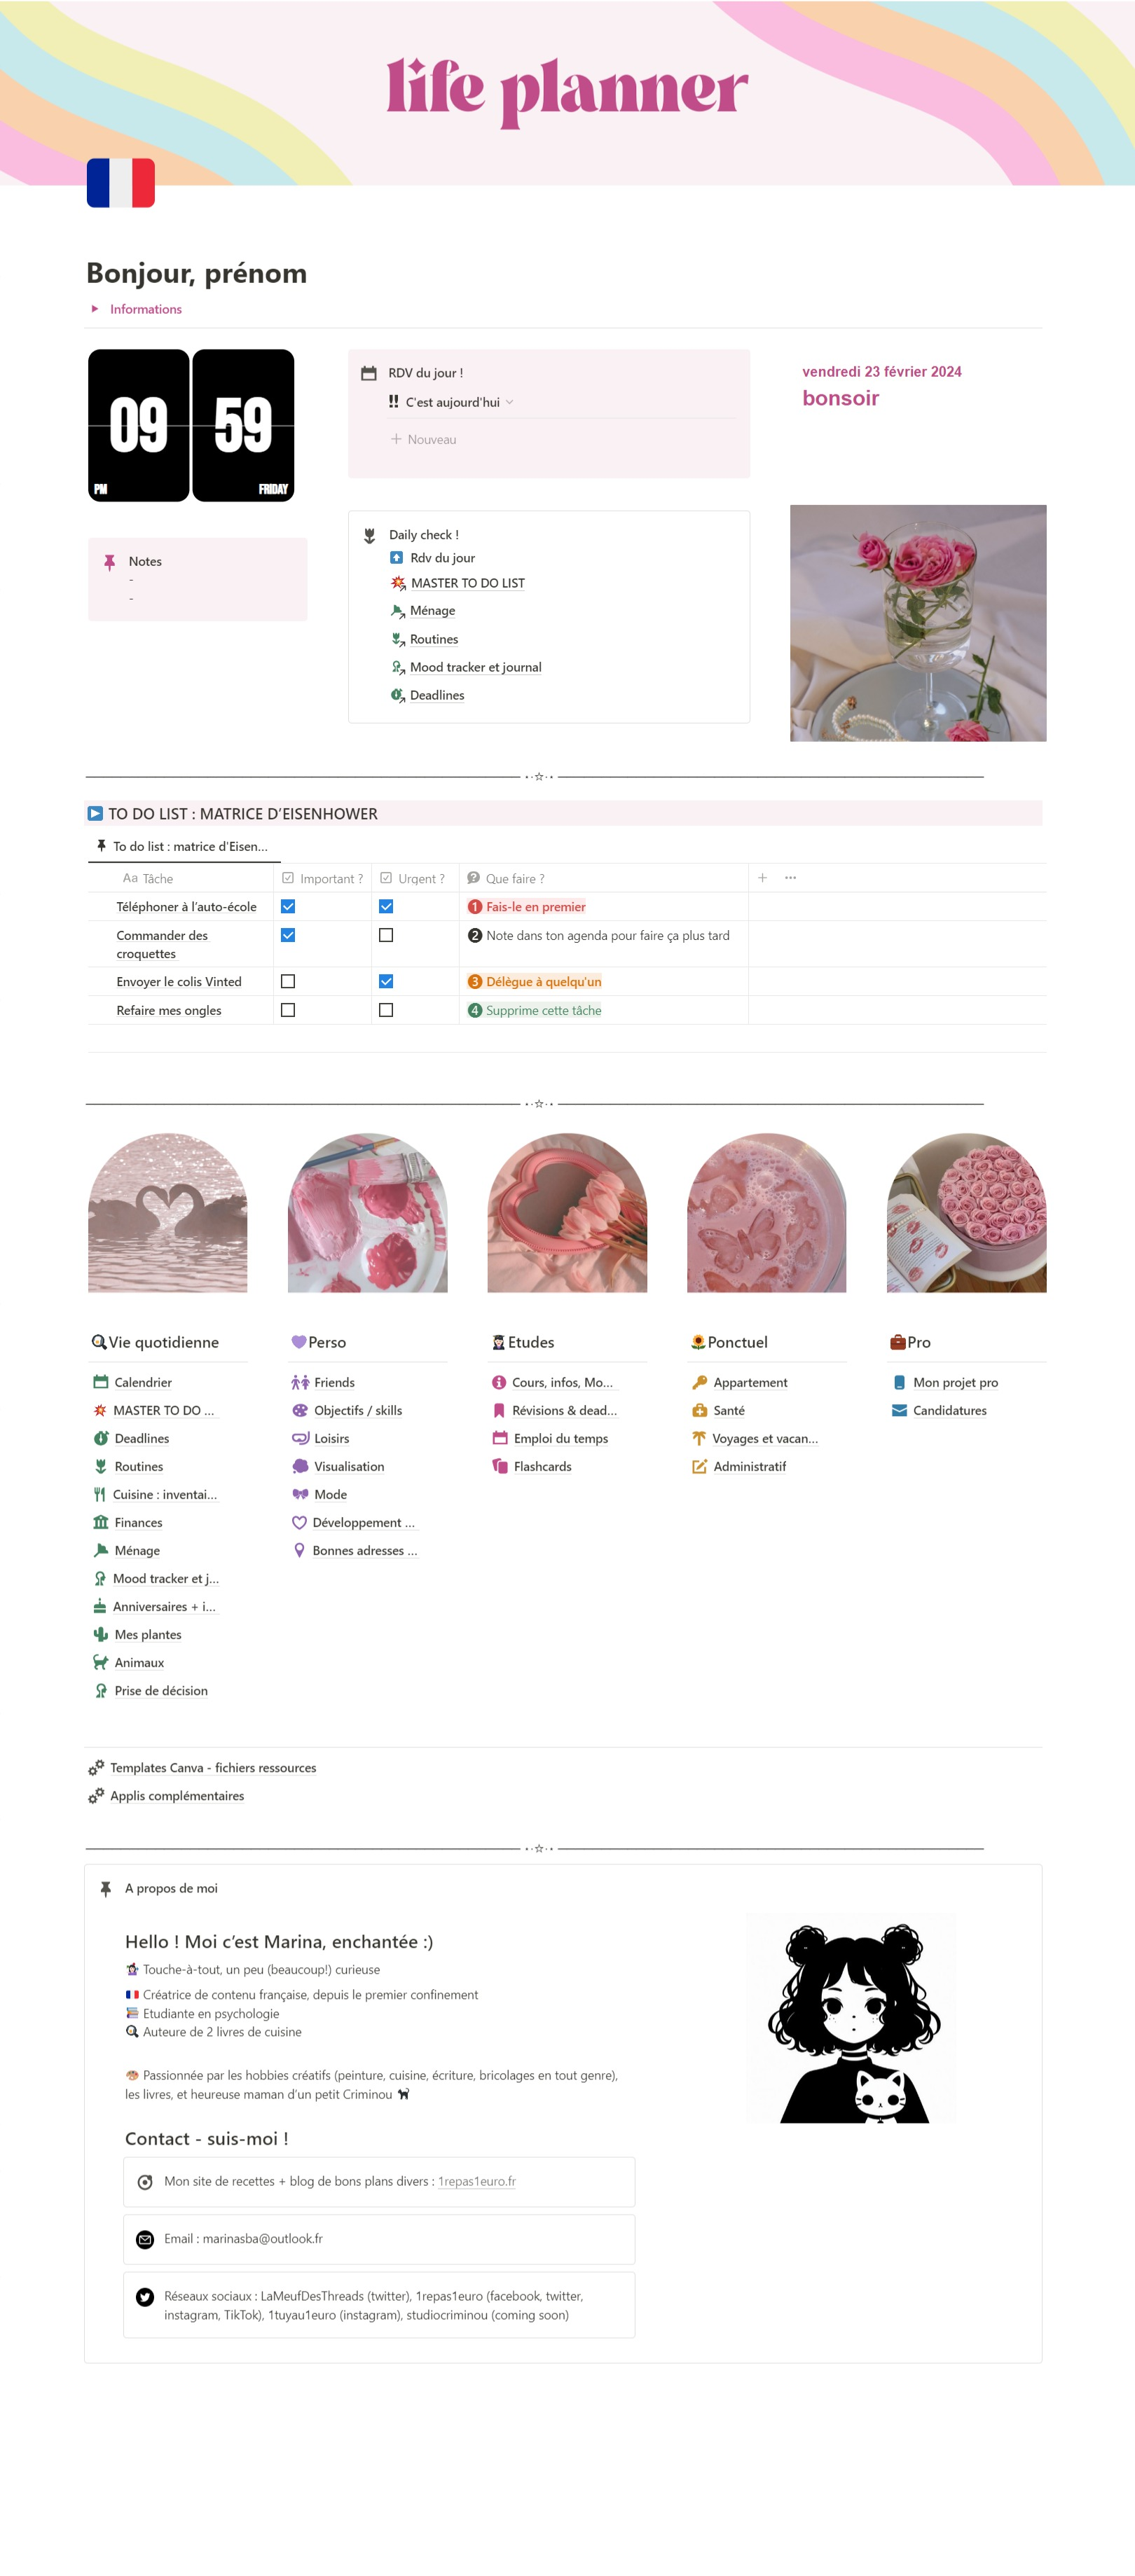 life planner
Bonjour, prénom
Informations
09 59
PM FRIDAY
RDV du jour !
C'est aujourd'hui
Nouveau
vendredi 23 février 2024
bonsoir
Notes
-
-
Daily check !
Rdv du jour
MASTER TO DO LIST
Ménage
Routines
Mood tracker et journal
Deadlines
TO DO LIST : MATRICE D'EISENHOWER
To do list : matrice d'Eisen...
Aa Tâche Important ? Urgent ? Que faire ?
Téléphoner à l'auto-école 1 Fais-le en premier
Commander des 2 Note dans ton agenda pour faire ça plus tard
croquettes
Envoyer le colis Vinted 3 Délègue à quelqu'un
Refaire mes ongles 4 Supprime cette tâche
Vie quotidienne
Calendrier
MASTER TO DO ...
Deadlines
Routines
Cuisine : inventai...
Finances
Ménage
Mood tracker et j...
Anniversaires + i...
Mes plantes
Animaux
Prise de décision
Perso
Friends
Objectifs / skills
Loisirs
Visualisation
Mode
Développement ...
Bonnes adresses ...
Etudes
Cours, infos, Mo...
Révisions & dead...
Emploi du temps
Flashcards
Ponctuel
Appartement
Santé
Voyages et vacan...
Administratif
Pro
Mon projet pro
Candidatures
Templates Canva - fichiers ressources
Applis complémentaires
A propos de moi
Hello ! Moi c'est Marina, enchantée :)
Touche-à-tout, un peu (beaucoup!) curieuse
Créatrice de contenu française, depuis le premier confinement
Etudiante en psychologie
Auteure de 2 livres de cuisine
Passionnée par les hobbies créatifs (peinture, cuisine, écriture, bricolages en tout genre),
les livres, et heureuse maman d'un petit Criminou
Contact - suis-moi !
Mon site de recettes + blog de bons plans divers : 1repas1euro.fr
Email : marinasba@outlook.fr
Réseaux sociaux : LaMeufDesThreads (twitter), 1repas1euro (facebook, twitter,
instagram, TikTok), 1tuyau1euro (instagram), studiocriminou (coming soon)